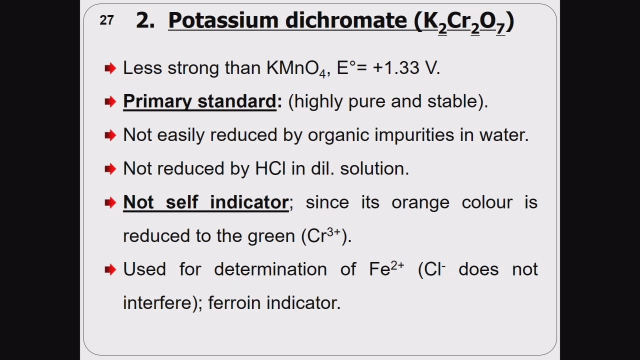 27
2. Potassium dichromate (K₂Cr₂O₇)
Less strong than KMnO₄, E°= +1.33 V.
Primary standard: (highly pure and stable).
Not easily reduced by organic impurities in water.
Not reduced by HCl in dil. solution.
Not self indicator; since its orange colour is
reduced to the green (Cr³⁺).
Used for determination of Fe²⁺ (Cl⁻ does not
interfere); ferroin indicator.